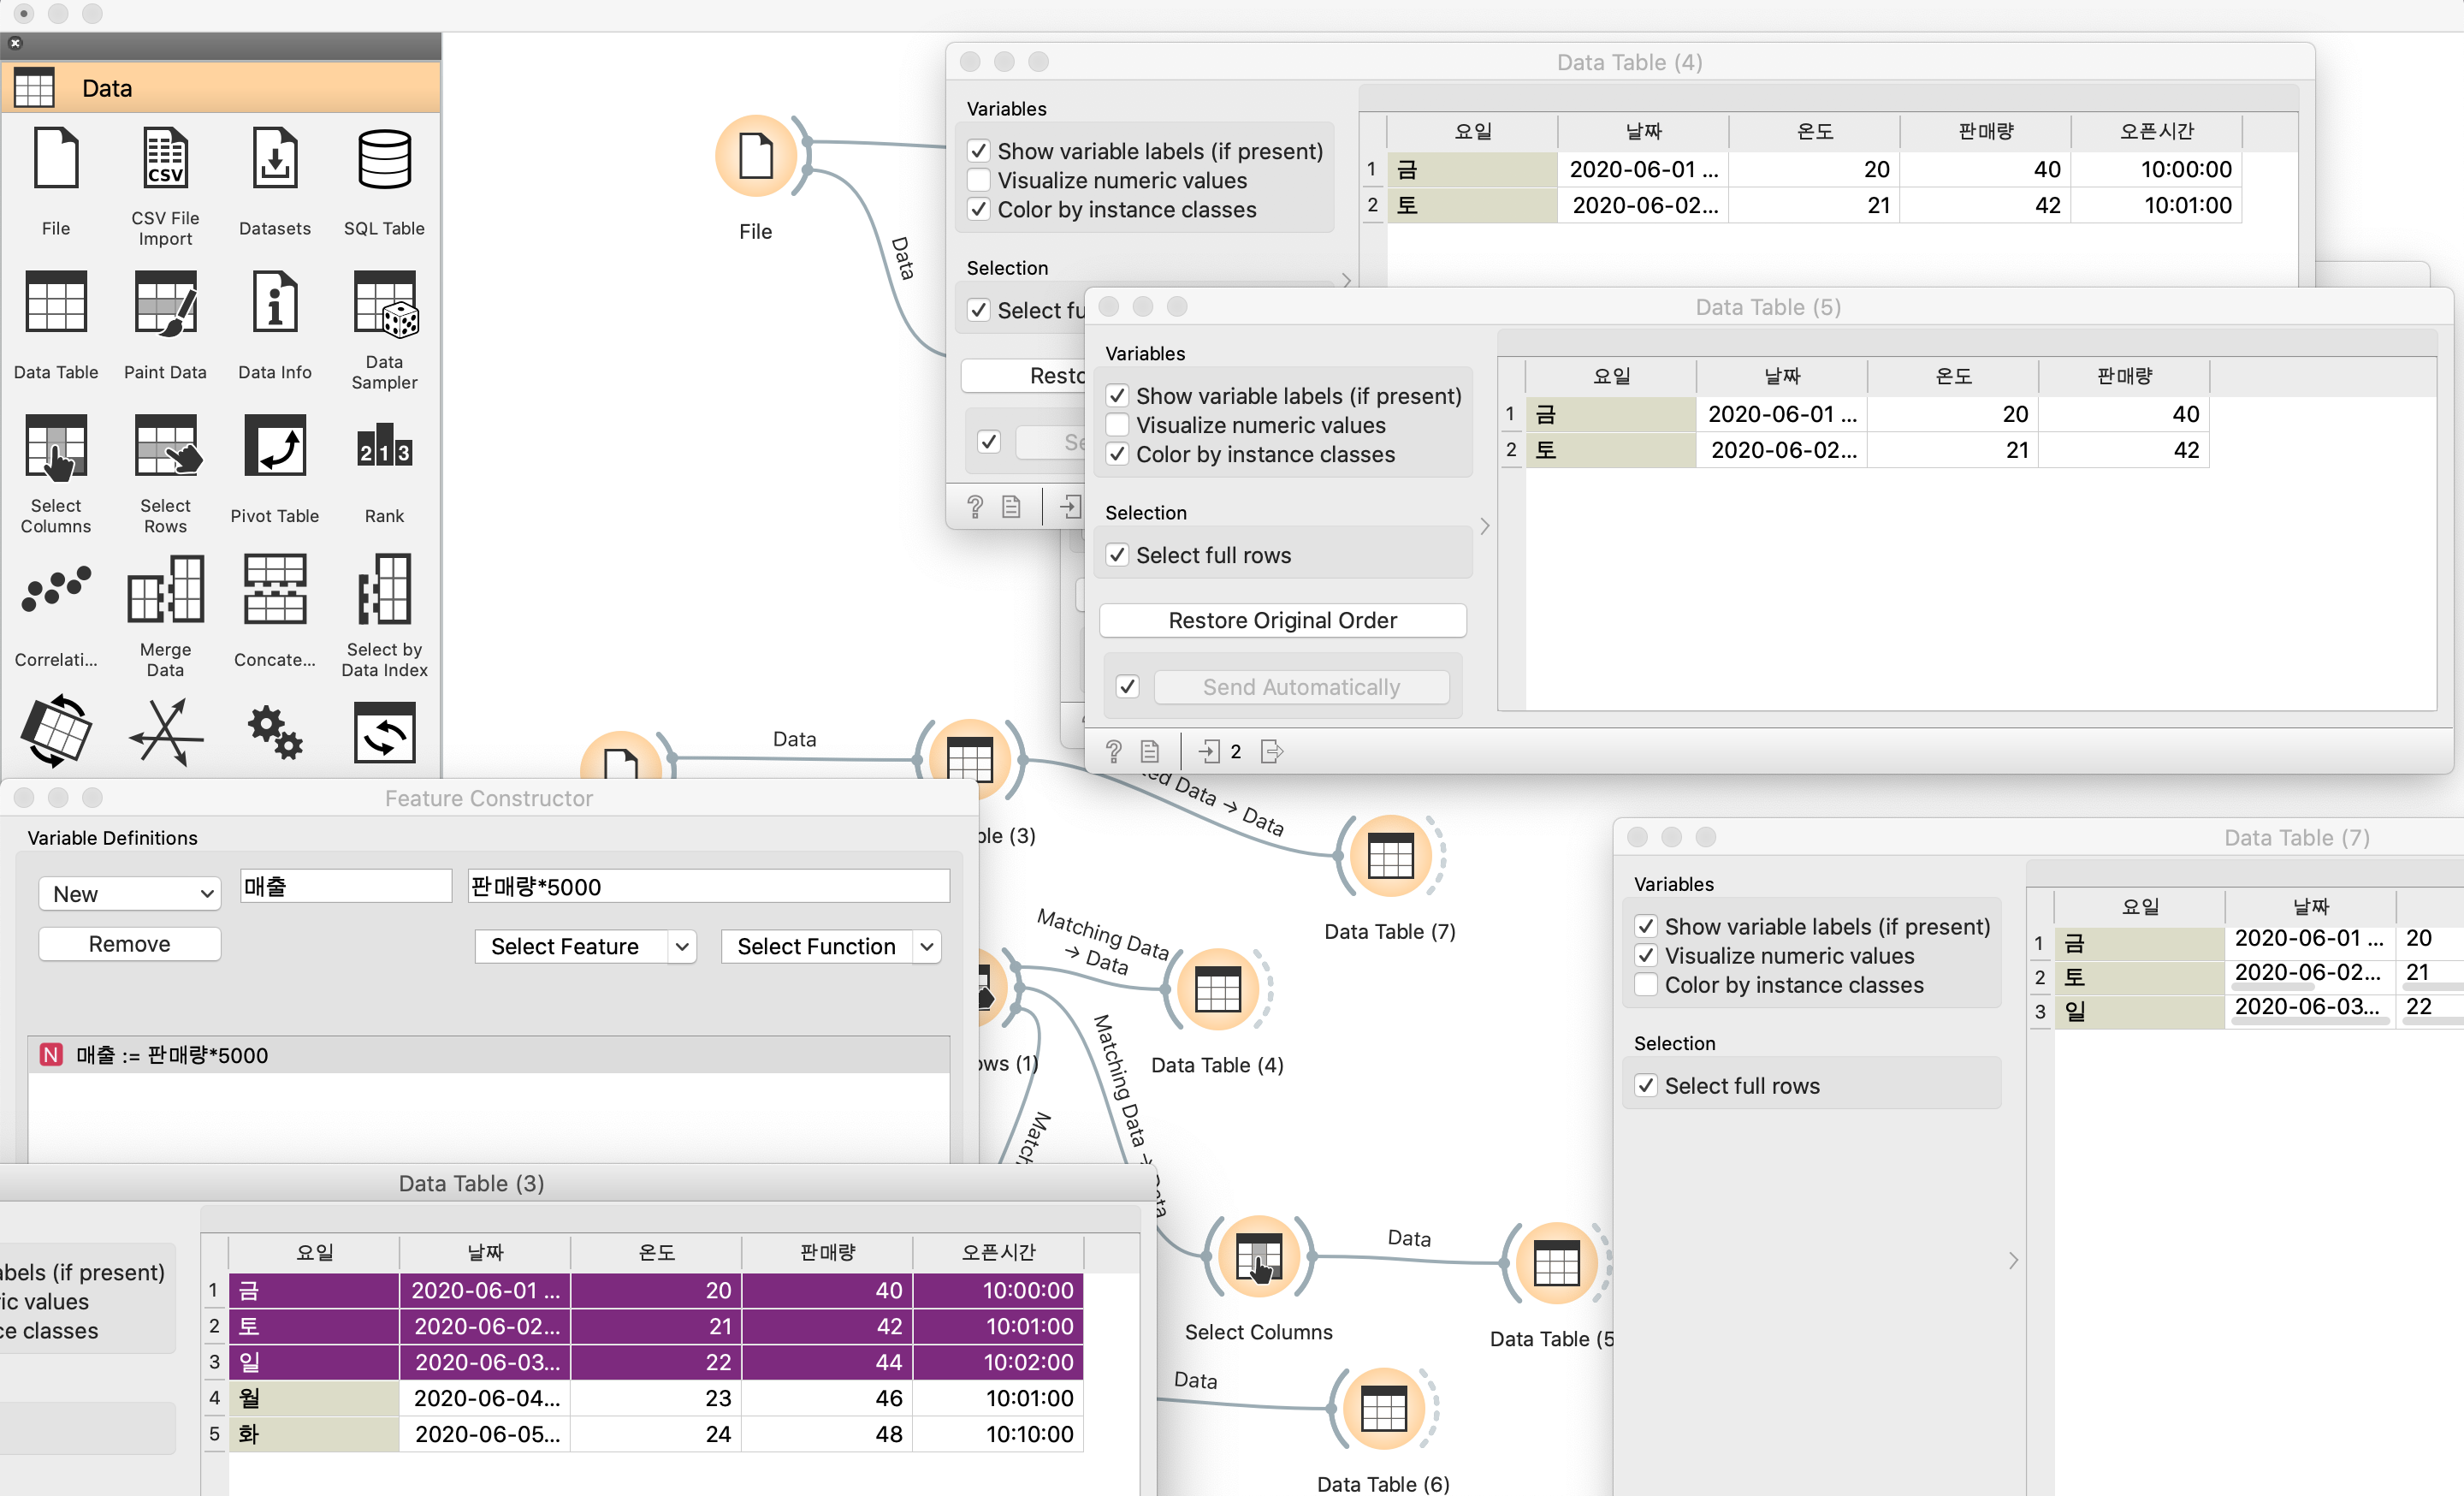 Data
CSV
File
CSV File
Import
Datasets
SQL Table
Data Table
Paint Data
Data Info
Data
Sampler
2 1 3
Select
Columns
Select
Rows
Pivot Table
Rank
Correlati...
Merge
Data
Concate...
Select by
Data Index
File
Data
Data Table (4)
Variables
Show variable labels (if present)
Visualize numeric values
Color by instance classes
Selection
Select fu
Resto
Se
요일 날짜 온도 판매량 오픈시간
1 금 2020-06-01 ... 20 40 10:00:00
2 토 2020-06-02... 21 42 10:01:00
Data Table (5)
Variables
Show variable labels (if present)
Visualize numeric values
Color by instance classes
Selection
Select full rows
Restore Original Order
Send Automatically
2
요일 날짜 온도 판매량
1 금 2020-06-01 ... 20 40
2 토 2020-06-02... 21 42
Data
ble (3)
ed Data → Data
Data Table (7)
Matching Data
→ Data
Data Table (4)
ows (1)
Matching Data → Data
Match
Select Columns
Data
Data Table (5
Data
Data Table (6)
Feature Constructor
Variable Definitions
New
매출
판매량*5000
Remove
Select Feature
Select Function
N 매출 := 판매량*5000
Data Table (3)
abels (if present)
ric values
ce classes
요일 날짜 온도 판매량 오픈시간
1 금 2020-06-01 ... 20 40 10:00:00
2 토 2020-06-02... 21 42 10:01:00
3 일 2020-06-03... 22 44 10:02:00
4 월 2020-06-04... 23 46 10:01:00
5 화 2020-06-05... 24 48 10:10:00
Data Table (7)
Variables
Show variable labels (if present)
Visualize numeric values
Color by instance classes
Selection
Select full rows
요일 날짜
1 금 2020-06-01 ... 20
2 토 2020-06-02... 21
3 일 2020-06-03... 22